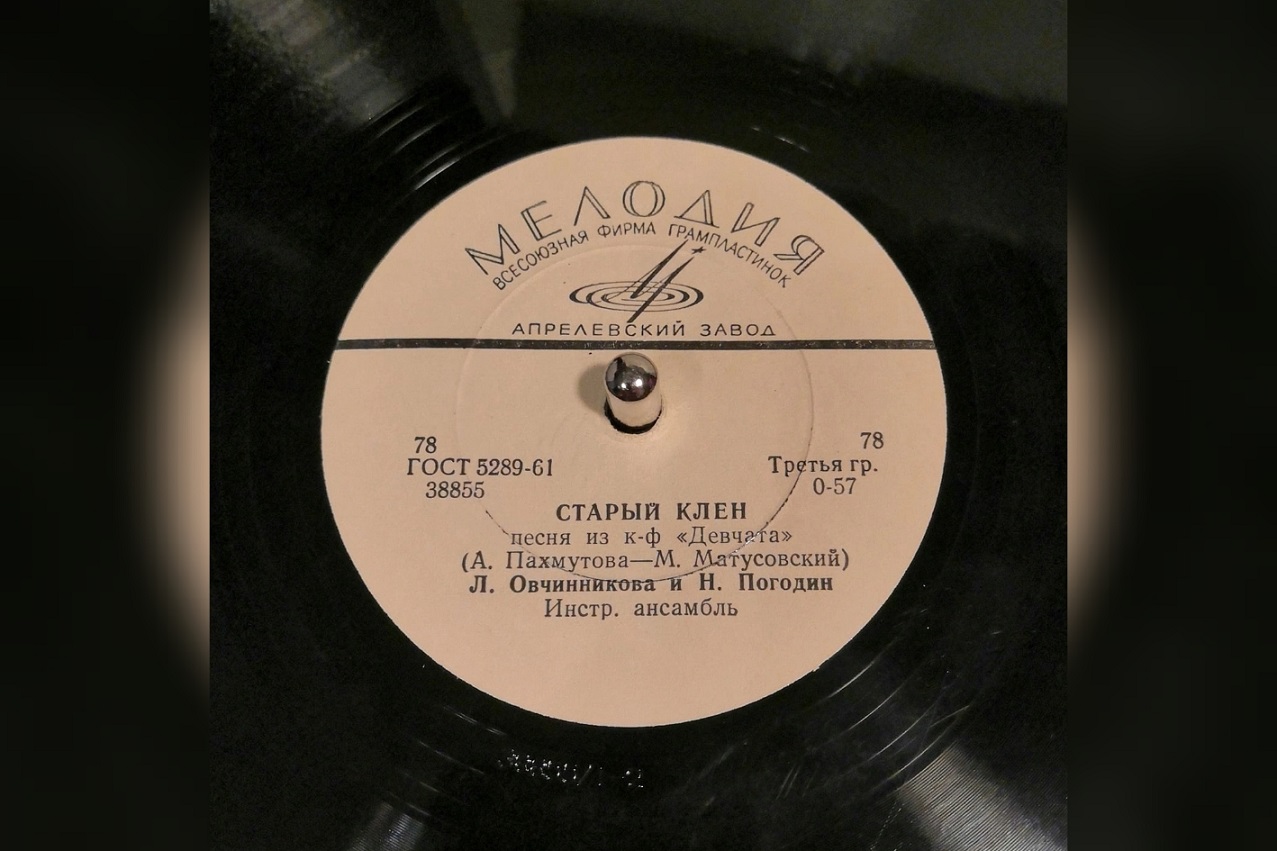 МЕЛОДИЯ
ВСЕСОЮЗНАЯ ФИРМА ГРАМПЛАСТИНОК
АПРЕЛЕВСКИЙ ЗАВОД
78 78
ГОСТ 5289-61 Третья гр.
38855 0-57
СТАРЫЙ КЛЕН
песня из к-ф «Девчата»
(А. Пахмутова—М. Матусовский)
Л. Овчинникова и Н. Погодин
Инстр. ансамбль